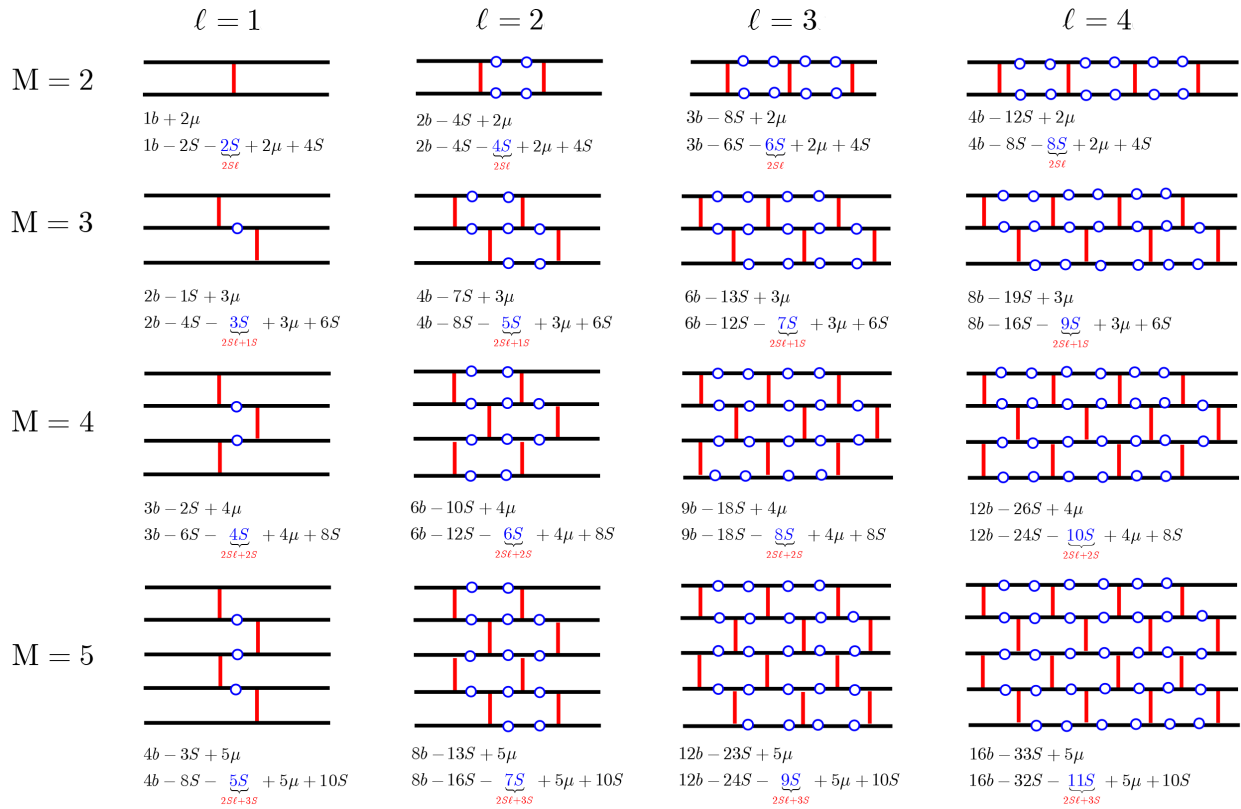 ℓ = 1 ℓ = 2 ℓ = 3 ℓ = 4
M = 2
1b + 2μ
1b − 2S − 2S + 2μ + 4S
2Sℓ
2b − 4S + 2μ
2b − 4S − 4S + 2μ + 4S
2Sℓ
3b − 8S + 2μ
3b − 6S − 6S + 2μ + 4S
2Sℓ
4b − 12S + 2μ
4b − 8S − 8S + 2μ + 4S
2Sℓ
M = 3
2b − 1S + 3μ
2b − 4S − 3S + 3μ + 6S
2Sℓ+1S
4b − 7S + 3μ
4b − 8S − 5S + 3μ + 6S
2Sℓ+1S
6b − 13S + 3μ
6b − 12S − 7S + 3μ + 6S
2Sℓ+1S
8b − 19S + 3μ
8b − 16S − 9S + 3μ + 6S
2Sℓ+1S
M = 4
3b − 2S + 4μ
3b − 6S − 4S + 4μ + 8S
2Sℓ+2S
6b − 10S + 4μ
6b − 12S − 6S + 4μ + 8S
2Sℓ+2S
9b − 18S + 4μ
9b − 18S − 8S + 4μ + 8S
2Sℓ+2S
12b − 26S + 4μ
12b − 24S − 10S + 4μ + 8S
2Sℓ+2S
M = 5
4b − 3S + 5μ
4b − 8S − 5S + 5μ + 10S
2Sℓ+3S
8b − 13S + 5μ
8b − 16S − 7S + 5μ + 10S
2Sℓ+3S
12b − 23S + 5μ
12b − 24S − 9S + 5μ + 10S
2Sℓ+3S
16b − 33S + 5μ
16b − 32S − 11S + 5μ + 10S
2Sℓ+3S